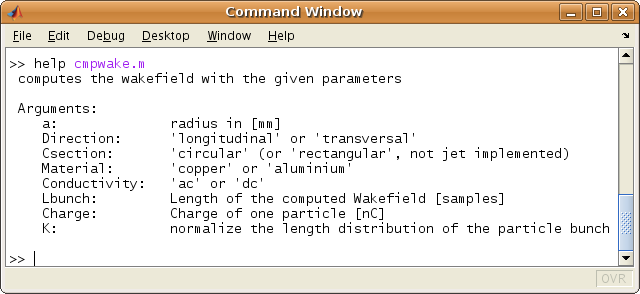 Command Window
File Edit Debug Desktop Window Help
>> help cmpwake.m
computes the wakefield with the given parameters
Arguments:
a: radius in [mm]
Direction: 'longitudinal' or 'transversal'
Csection: 'circular' (or 'rectangular', not jet implemented)
Material: 'copper' or 'aluminium'
Conductivity: 'ac' or 'dc'
Lbunch: Length of the computed Wakefield [samples]
Charge: Charge of one particle [nC]
K: normalize the length distribution of the particle bunch
>>
OVR